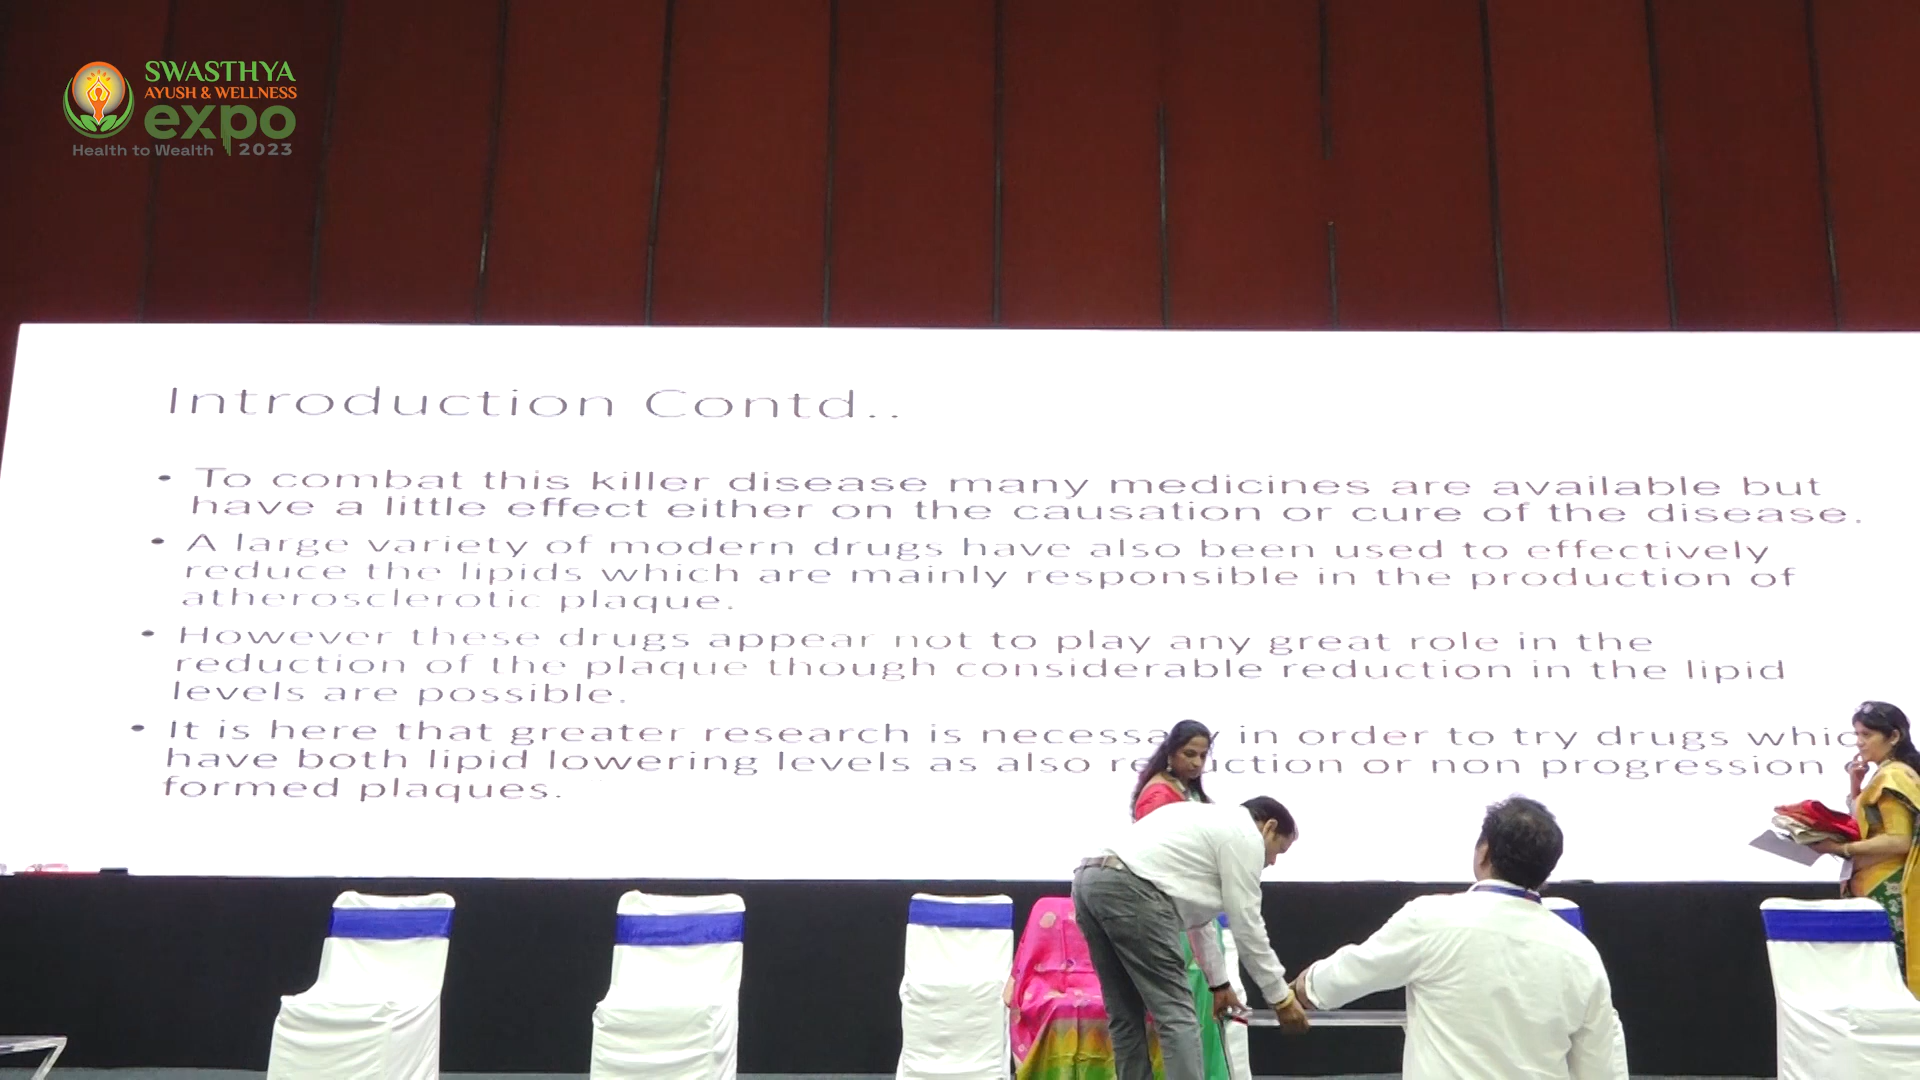 SWASTHYA
AYUSH & WELLNESS
expo
Health to Wealth 2023
Introduction Contd..
• To combat this killer disease many medicines are available but
have a little effect either on the causation or cure of the disease.
• A large variety of modern drugs have also been used to effectively
reduce the lipids which are mainly responsible in the production of
atherosclerotic plaque.
• However these drugs appear not to play any great role in the
reduction of the plaque though considerable reduction in the lipid
levels are possible.
• It is here that greater research is necessary in order to try drugs which
have both lipid lowering levels as also reduction or non progression
formed plaques.